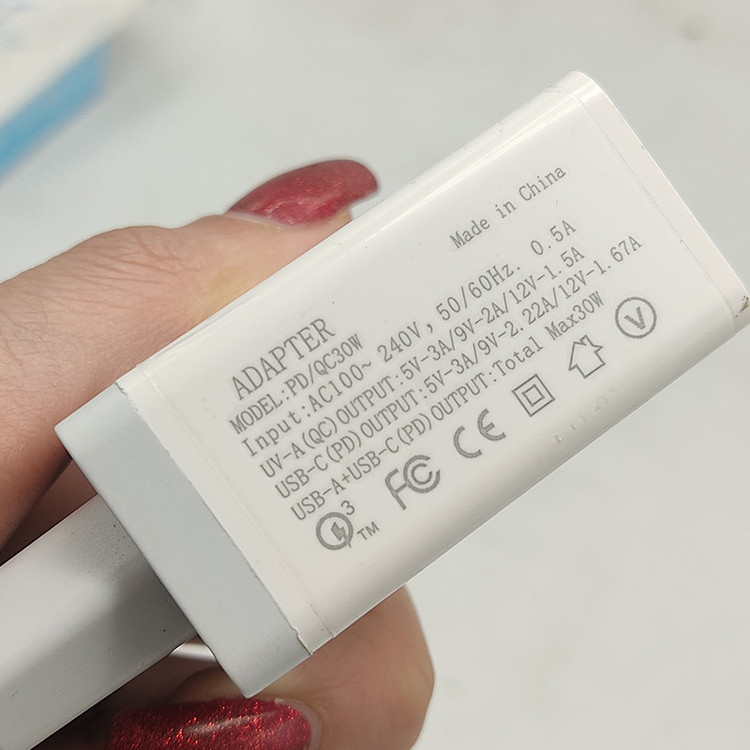 Made in China
ADAPTER
MODEL:PD/QC30W
Input:AC100~ 240V, 50/60Hz. 0.5A
UV-A(QC)OUTPUT:5V-3A/9V-2A/12V-1.5A
USB-C(PD)OUTPUT:5V-3A/9V-2.22A/12V-1.67A
USB-A+USB-C(PD)OUTPUT:Total Max30W
3 TM FC CE V